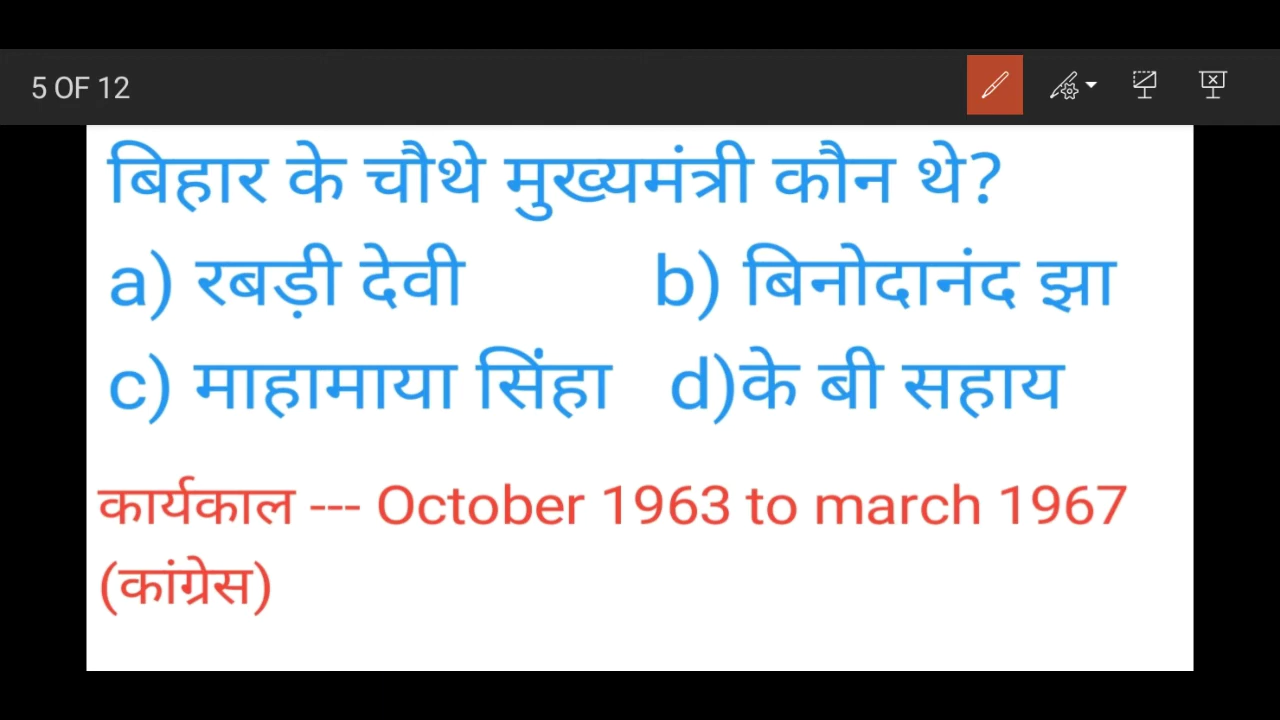 5 OF 12
बिहार के चौथे मुख्यमंत्री कौन थे?
a) रबड़ी देवी b) बिनोदानंद झा
c) माहामाया सिंहा d)के बी सहाय
कार्यकाल --- October 1963 to march 1967
(कांग्रेस)